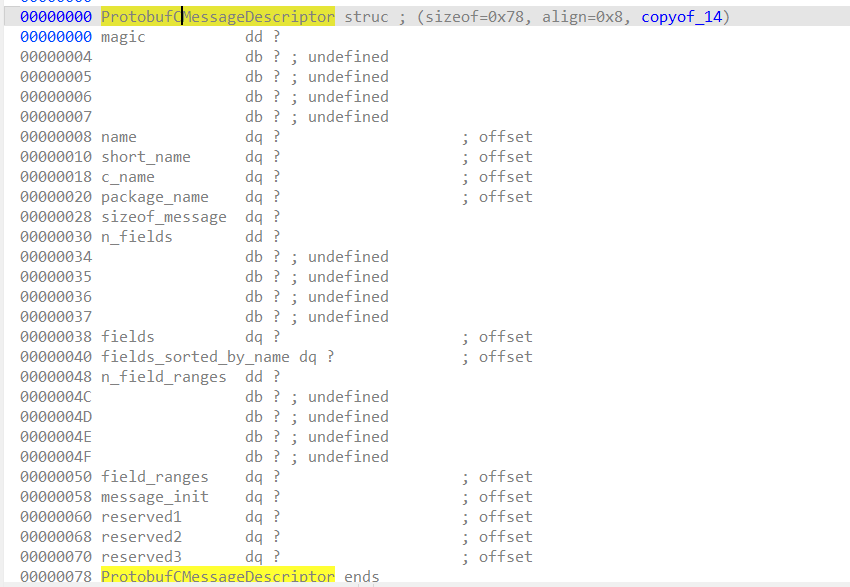 00000000 ProtobufCMessageDescriptor struc ; (sizeof=0x78, align=0x8, copyof_14)
00000000 magic dd ?
00000004 db ? ; undefined
00000005 db ? ; undefined
00000006 db ? ; undefined
00000007 db ? ; undefined
00000008 name dq ? ; offset
00000010 short_name dq ? ; offset
00000018 c_name dq ? ; offset
00000020 package_name dq ? ; offset
00000028 sizeof_message dq ?
00000030 n_fields dd ?
00000034 db ? ; undefined
00000035 db ? ; undefined
00000036 db ? ; undefined
00000037 db ? ; undefined
00000038 fields dq ? ; offset
00000040 fields_sorted_by_name dq ? ; offset
00000048 n_field_ranges dd ?
0000004C db ? ; undefined
0000004D db ? ; undefined
0000004E db ? ; undefined
0000004F db ? ; undefined
00000050 field_ranges dq ? ; offset
00000058 message_init dq ? ; offset
00000060 reserved1 dq ? ; offset
00000068 reserved2 dq ? ; offset
00000070 reserved3 dq ? ; offset
00000078 ProtobufCMessageDescriptor ends